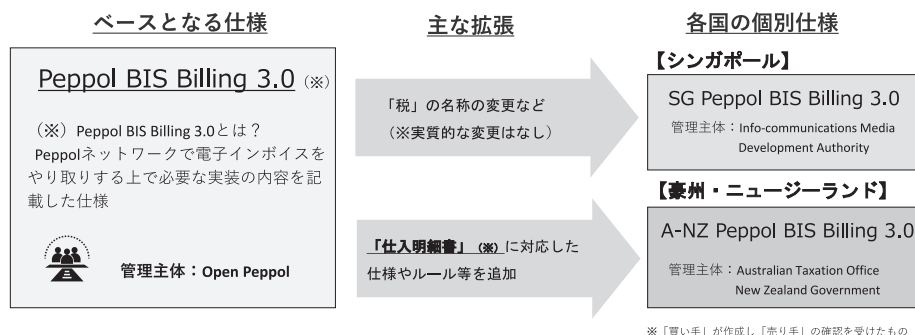 ベースとなる仕様
主な拡張
各国の個別仕様
Peppol BIS Billing 3.0 (※)
(※) Peppol BIS Billing 3.0とは？
Peppolネットワークで電子インボイスを
やり取りする上で必要な実装の内容を記
載した仕様
管理主体：Open Peppol
「税」の名称の変更など
（※実質的な変更はなし）
「仕入明細書」（※）に対応した
仕様やルール等を追加
【シンガポール】
SG Peppol BIS Billing 3.0
管理主体：Info-communications Media
Development Authority
【豪州・ニュージーランド】
A-NZ Peppol BIS Billing 3.0
管理主体：Australian Taxation Office
New Zealand Government
※「買い手」が作成し「売り手」の確認を受けたもの